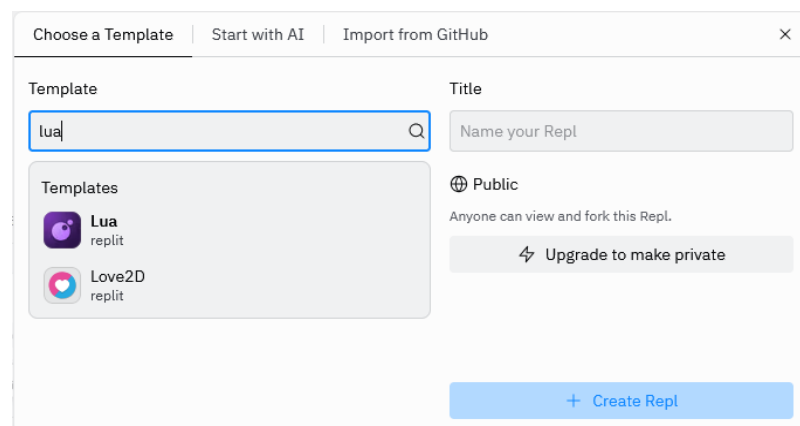 Choose a Template
Start with AI
Import from GitHub
Template
lua
Templates
Lua
replit
Love2D
replit
Title
Name your Repl
Public
Anyone can view and fork this Repl.
Upgrade to make private
Create Repl